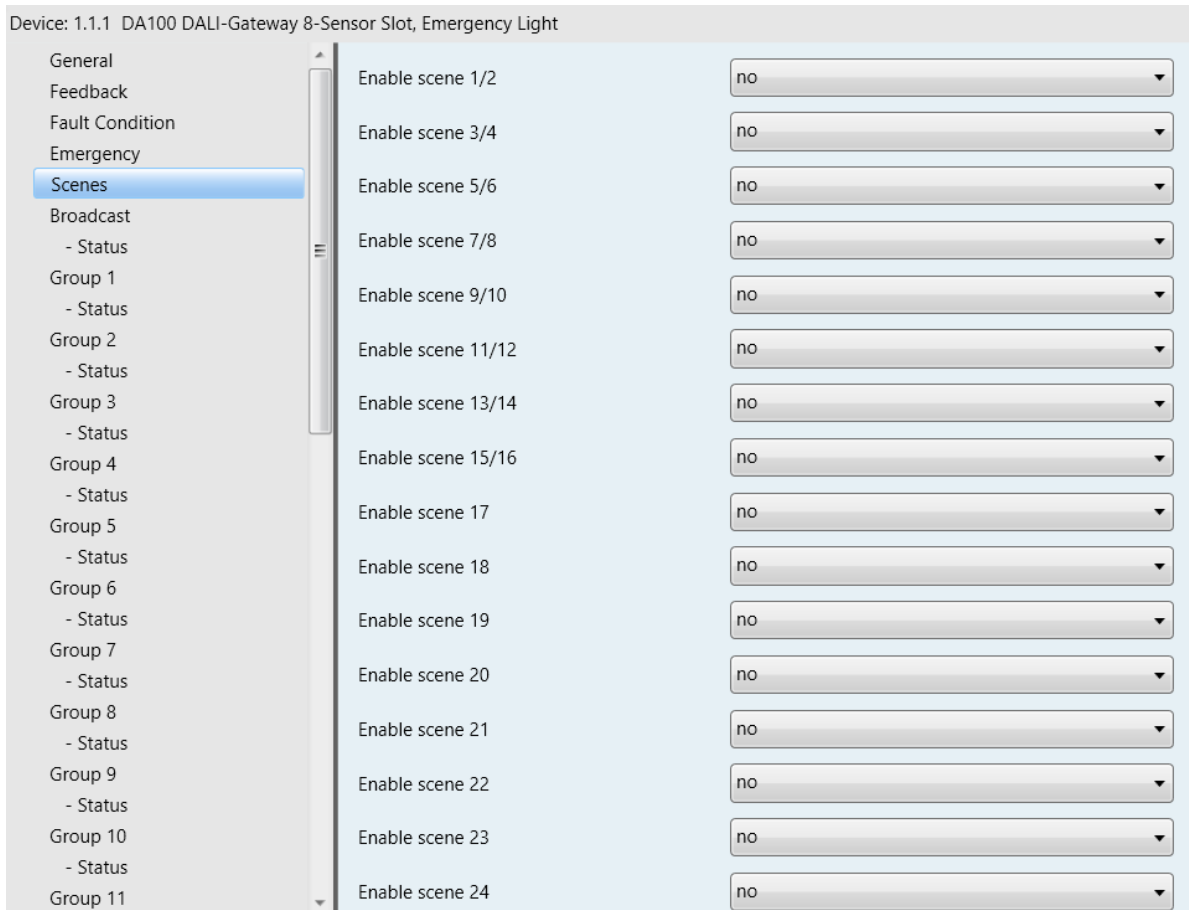 Device: 1.1.1 DA100 DALI-Gateway 8-Sensor Slot, Emergency Light
General
Feedback
Fault Condition
Emergency
Scenes
Broadcast
- Status
Group 1
- Status
Group 2
- Status
Group 3
- Status
Group 4
- Status
Group 5
- Status
Group 6
- Status
Group 7
- Status
Group 8
- Status
Group 9
- Status
Group 10
- Status
Group 11
Enable scene 1/2 no
Enable scene 3/4 no
Enable scene 5/6 no
Enable scene 7/8 no
Enable scene 9/10 no
Enable scene 11/12 no
Enable scene 13/14 no
Enable scene 15/16 no
Enable scene 17 no
Enable scene 18 no
Enable scene 19 no
Enable scene 20 no
Enable scene 21 no
Enable scene 22 no
Enable scene 23 no
Enable scene 24 no